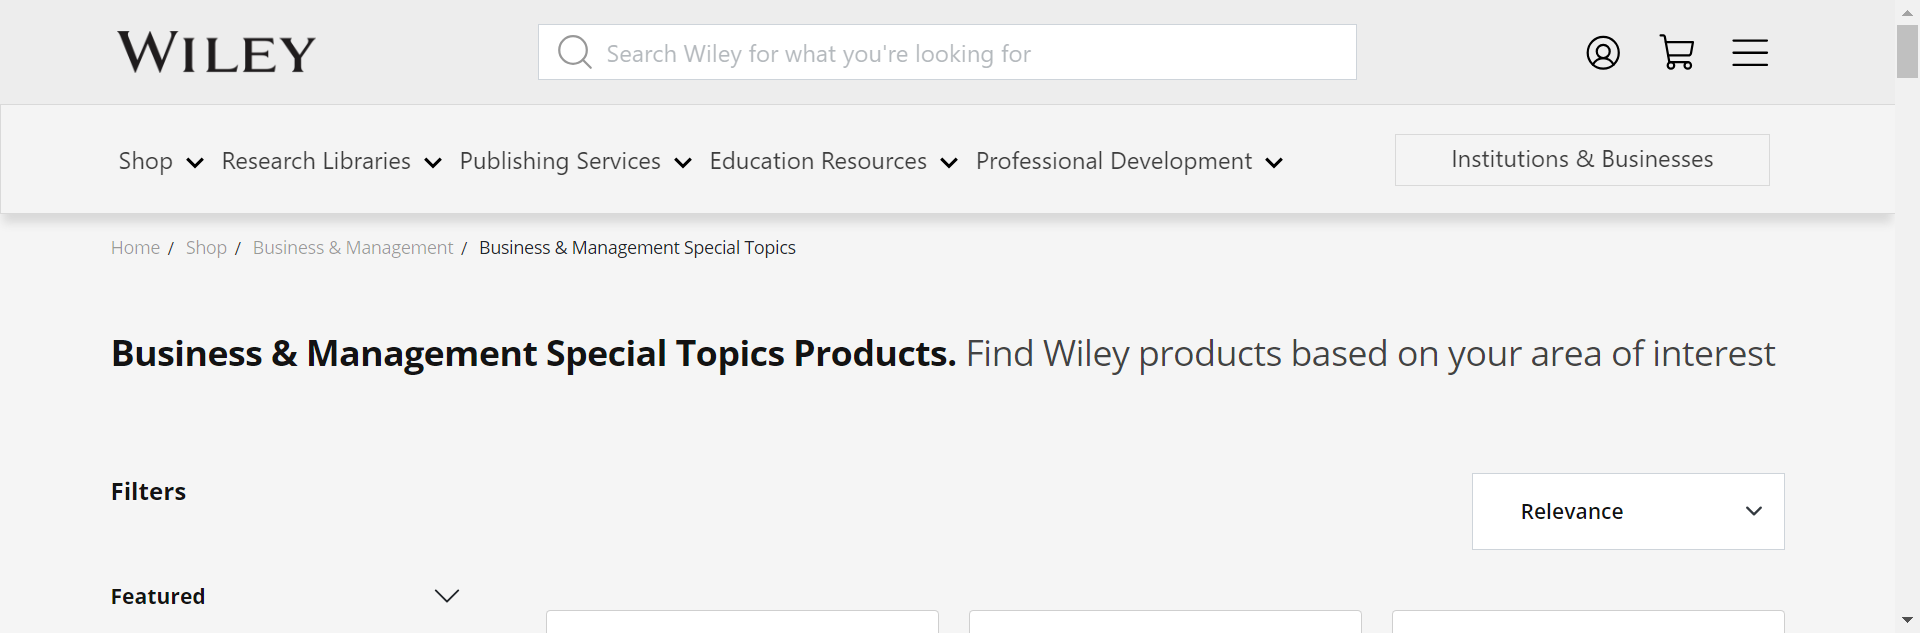 WILEY
Search Wiley for what you're looking for
Shop Research Libraries Publishing Services Education Resources Professional Development Institutions & Businesses
Home / Shop / Business & Management / Business & Management Special Topics
Business & Management Special Topics Products. Find Wiley products based on your area of interest
Filters
Relevance
Featured